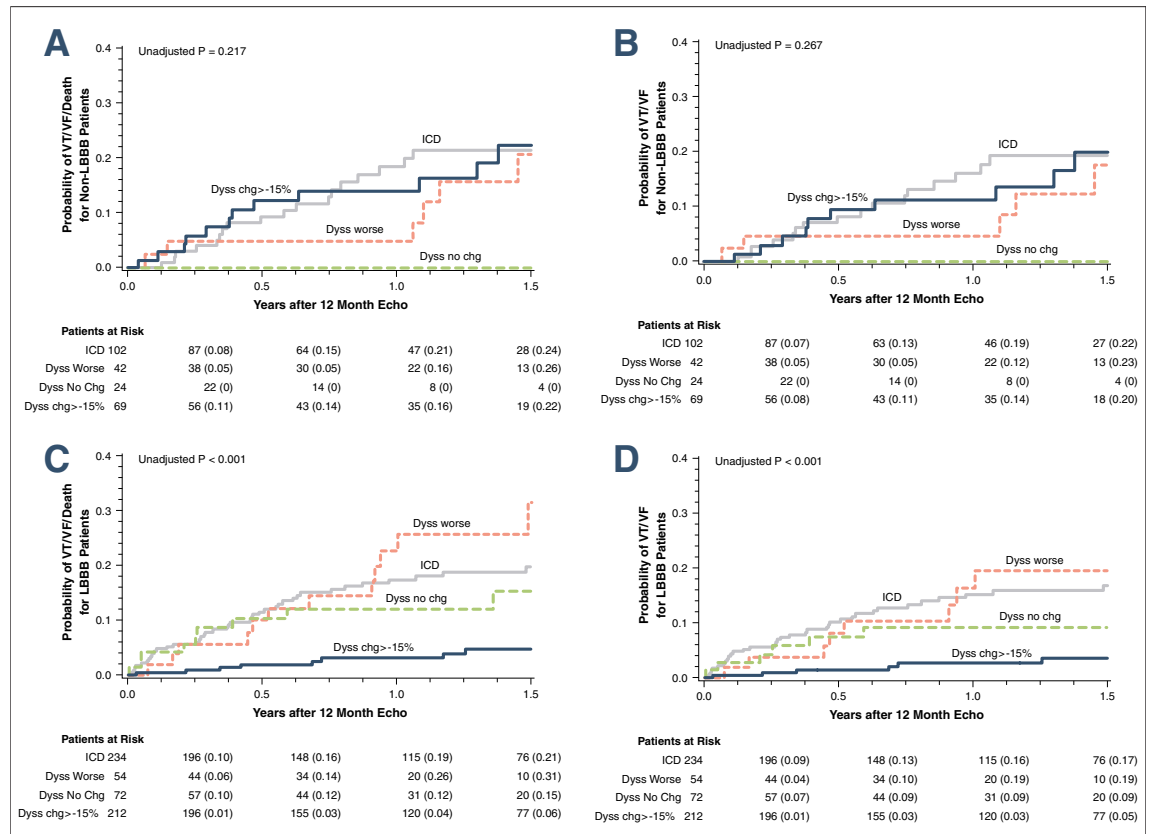 A
Unadjusted P = 0.217
Probability of VT/VF/Death
for Non-LBBB Patients
0.4
0.3
0.2
0.1
0.0
ICD
Dyss chg>-15%
Dyss worse
Dyss no chg
0.0 0.5 1.0 1.5
Years after 12 Month Echo
Patients at Risk
ICD 102 87 (0.08) 64 (0.15) 47 (0.21) 28 (0.24)
Dyss Worse 42 38 (0.05) 30 (0.05) 22 (0.16) 13 (0.26)
Dyss No Chg 24 22 (0) 14 (0) 8 (0) 4 (0)
Dyss chg>-15% 69 56 (0.11) 43 (0.14) 35 (0.16) 19 (0.22)
B
Unadjusted P = 0.267
Probability of VT/VF
for Non-LBBB Patients
0.4
0.3
0.2
0.1
0.0
ICD
Dyss chg>-15%
Dyss worse
Dyss no chg
0.0 0.5 1.0 1.5
Years after 12 Month Echo
Patients at Risk
ICD 102 87 (0.07) 63 (0.13) 46 (0.19) 27 (0.22)
Dyss Worse 42 38 (0.05) 30 (0.05) 22 (0.12) 13 (0.23)
Dyss No Chg 24 22 (0) 14 (0) 8 (0) 4 (0)
Dyss chg>-15% 69 56 (0.08) 43 (0.11) 35 (0.14) 18 (0.20)
C
Unadjusted P < 0.001
Probability of VT/VF/Death
for LBBB Patients
0.4
0.3
0.2
0.1
0.0
Dyss worse
ICD
Dyss no chg
Dyss chg>-15%
0.0 0.5 1.0 1.5
Years after 12 Month Echo
Patients at Risk
ICD 234 196 (0.10) 148 (0.16) 115 (0.19) 76 (0.21)
Dyss Worse 54 44 (0.06) 34 (0.14) 20 (0.26) 10 (0.31)
Dyss No Chg 72 57 (0.10) 44 (0.12) 31 (0.12) 20 (0.15)
Dyss chg>-15% 212 196 (0.01) 155 (0.03) 120 (0.04) 77 (0.06)
D
Unadjusted P < 0.001
Probability of VT/VF
for LBBB Patients
0.4
0.3
0.2
0.1
0.0
Dyss worse
ICD
Dyss no chg
Dyss chg>-15%
0.0 0.5 1.0 1.5
Years after 12 Month Echo
Patients at Risk
ICD 234 196 (0.09) 148 (0.13) 115 (0.16) 76 (0.17)
Dyss Worse 54 44 (0.04) 34 (0.10) 20 (0.19) 10 (0.19)
Dyss No Chg 72 57 (0.07) 44 (0.09) 31 (0.09) 20 (0.09)
Dyss chg>-15% 212 196 (0.01) 155 (0.03) 120 (0.03) 77 (0.05)